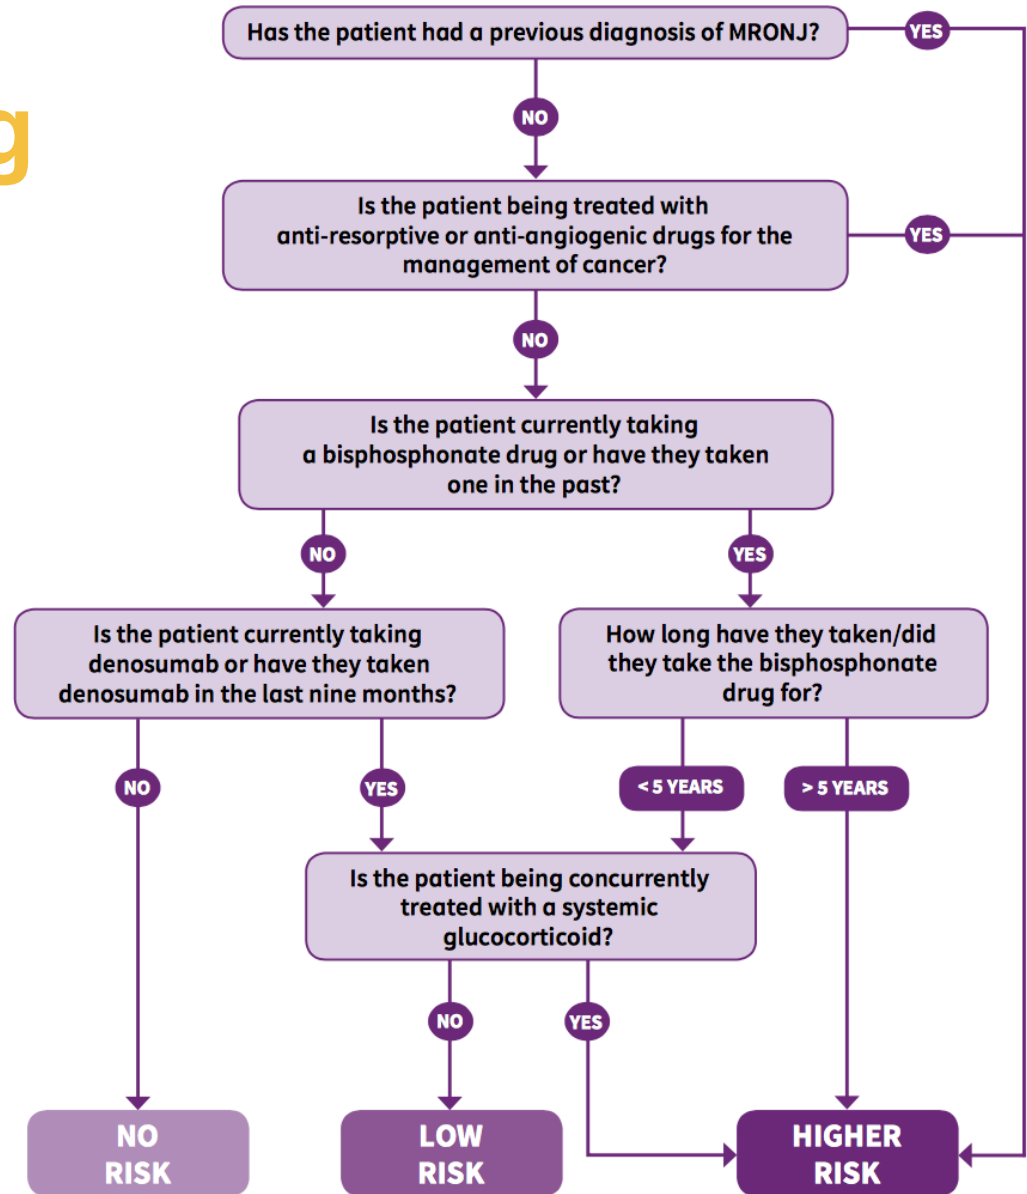 Has the patient had a previous diagnosis of MRONJ?
YES
g
NO
Is the patient being treated with
anti-resorptive or anti-angiogenic drugs for the
management of cancer?
YES
NO
Is the patient currently taking
a bisphosphonate drug or have they taken
one in the past?
NO
YES
Is the patient currently taking
denosumab or have they taken
denosumab in the last nine months?
How long have they taken/did
they take the bisphosphonate
drug for?
NO
YES
< 5 YEARS
> 5 YEARS
Is the patient being concurrently
treated with a systemic
glucocorticoid?
NO
YES
NO
RISK
LOW
RISK
HIGHER
RISK